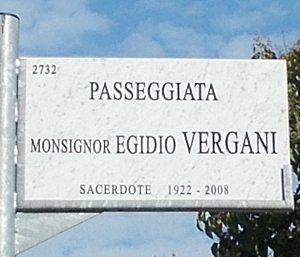 2732
PASSEGGIATA
MONSIGNOR EGIDIO VERGANI
SACERDOTE 1922 - 2008